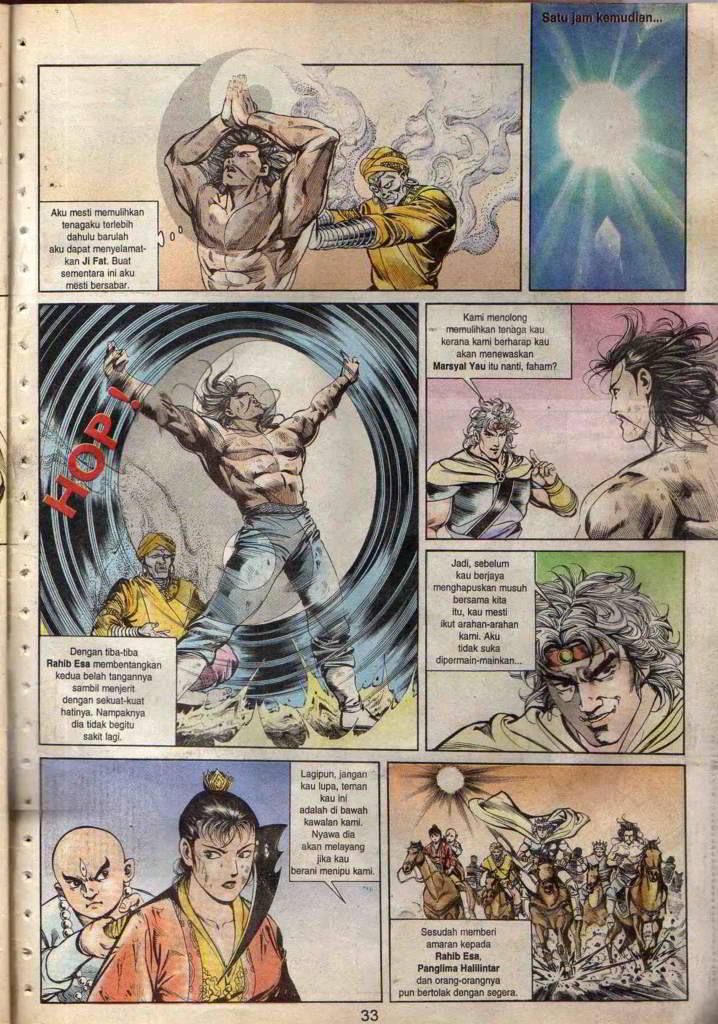 Aku mesti memulihkan
tenagaku terlebih
dahulu barulah
aku dapat menyelamat-
kan Ji Fat. Buat
sementara ini aku
mesti bersabar.
Satu jam kemudian...
HOP!
Dengan tiba-tiba
Rahib Esa membentangkan
kedua belah tangannya
sambil menjerit
dengan sekuat-kuat
hatinya. Nampaknya
dia tidak begitu
sakit lagi.
Kami menolong
memulihkan tenaga kau
kerana kami berharap kau
akan menewaskan
Marsyal Yau itu nanti, faham?
Jadi, sebelum
kau berjaya
menghapuskan musuh
bersama kita
itu, kau mesti
ikut arahan-arahan
kami. Aku
tidak suka
dipermain-mainkan...
Lagipun, jangan
kau lupa, teman
kau ini
adalah di bawah
kawalan kami.
Nyawa dia
akan melayang
jika kau
berani menipu kami.
Sesudah memberi
amaran kepada
Rahib Esa,
Panglima Halilintar
dan orang-orangnya
pun bertolak dengan segera.
33